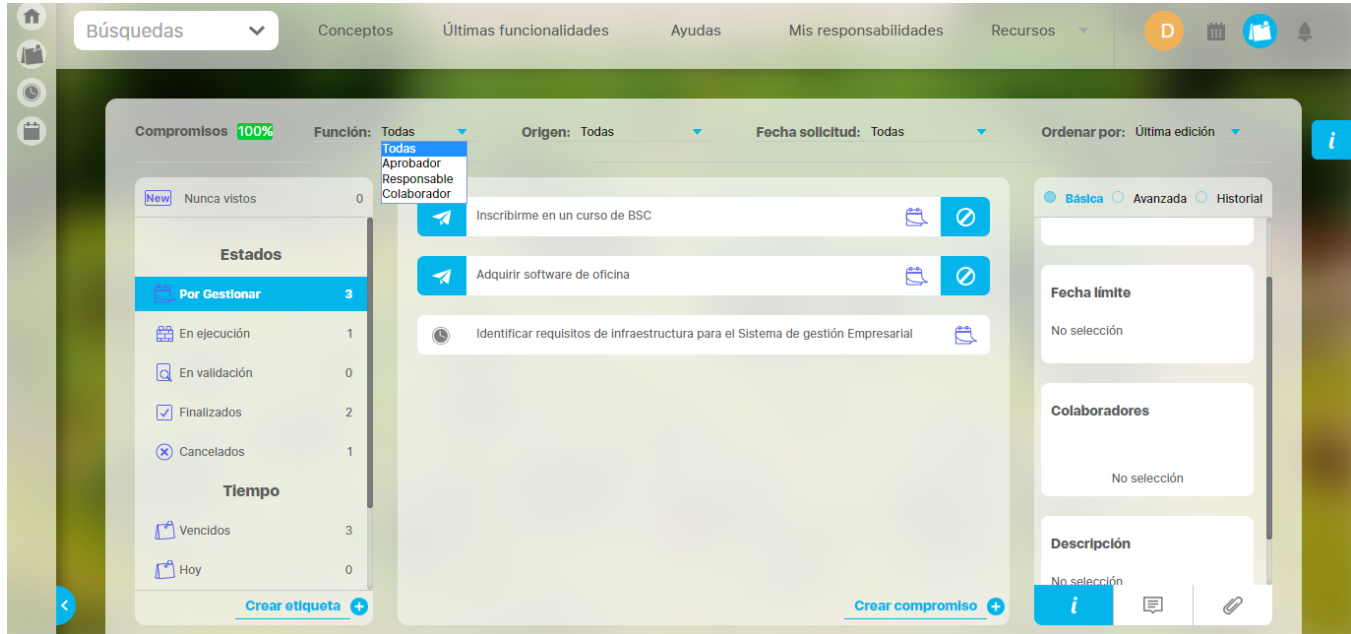 Búsquedas
Conceptos
Últimas funcionalidades
Ayudas
Mis responsabilidades
Recursos
D
Compromisos 100%
Función: Todas
Origen: Todas
Fecha solicitud: Todas
Ordenar por: Última edición
i
Todas
Aprobador
Responsable
Colaborador
New Nunca vistos 0
Estados
Por Gestionar 3
En ejecución 1
En validación 0
Finalizados 2
Cancelados 1
Tiempo
Vencidos 3
Hoy 0
Crear etiqueta +
Inscribirme en un curso de BSC
Adquirir software de oficina
Identificar requisitos de infraestructura para el Sistema de gestión Empresarial
Crear compromiso +
Básica Avanzada Historial
Fecha límite
No selección
Colaboradores
No selección
Descripción
No selección
i